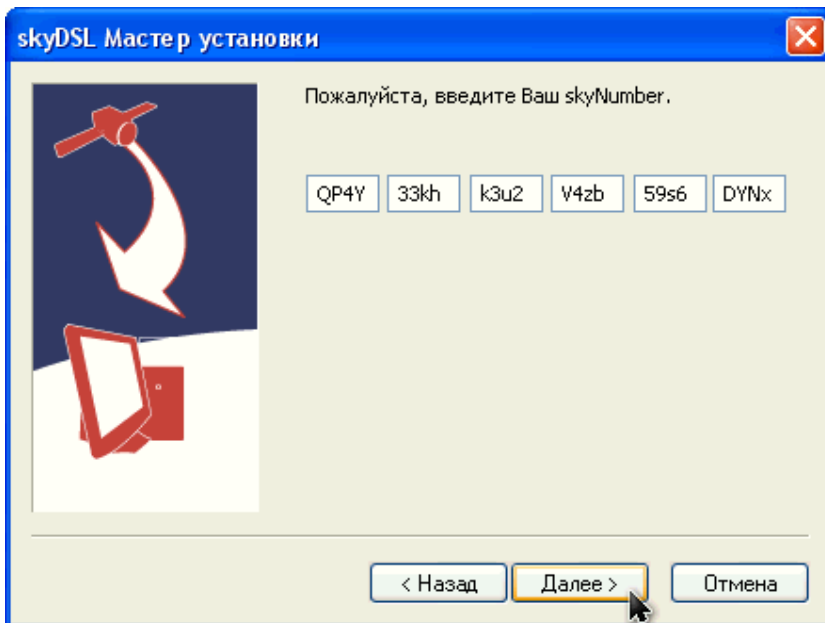 skyDSL Мастер установки
Пожалуйста, введите Ваш skyNumber.
QP4Y 33kh k3u2 V4zb 59s6 DYNx
< Назад Далее > Отмена